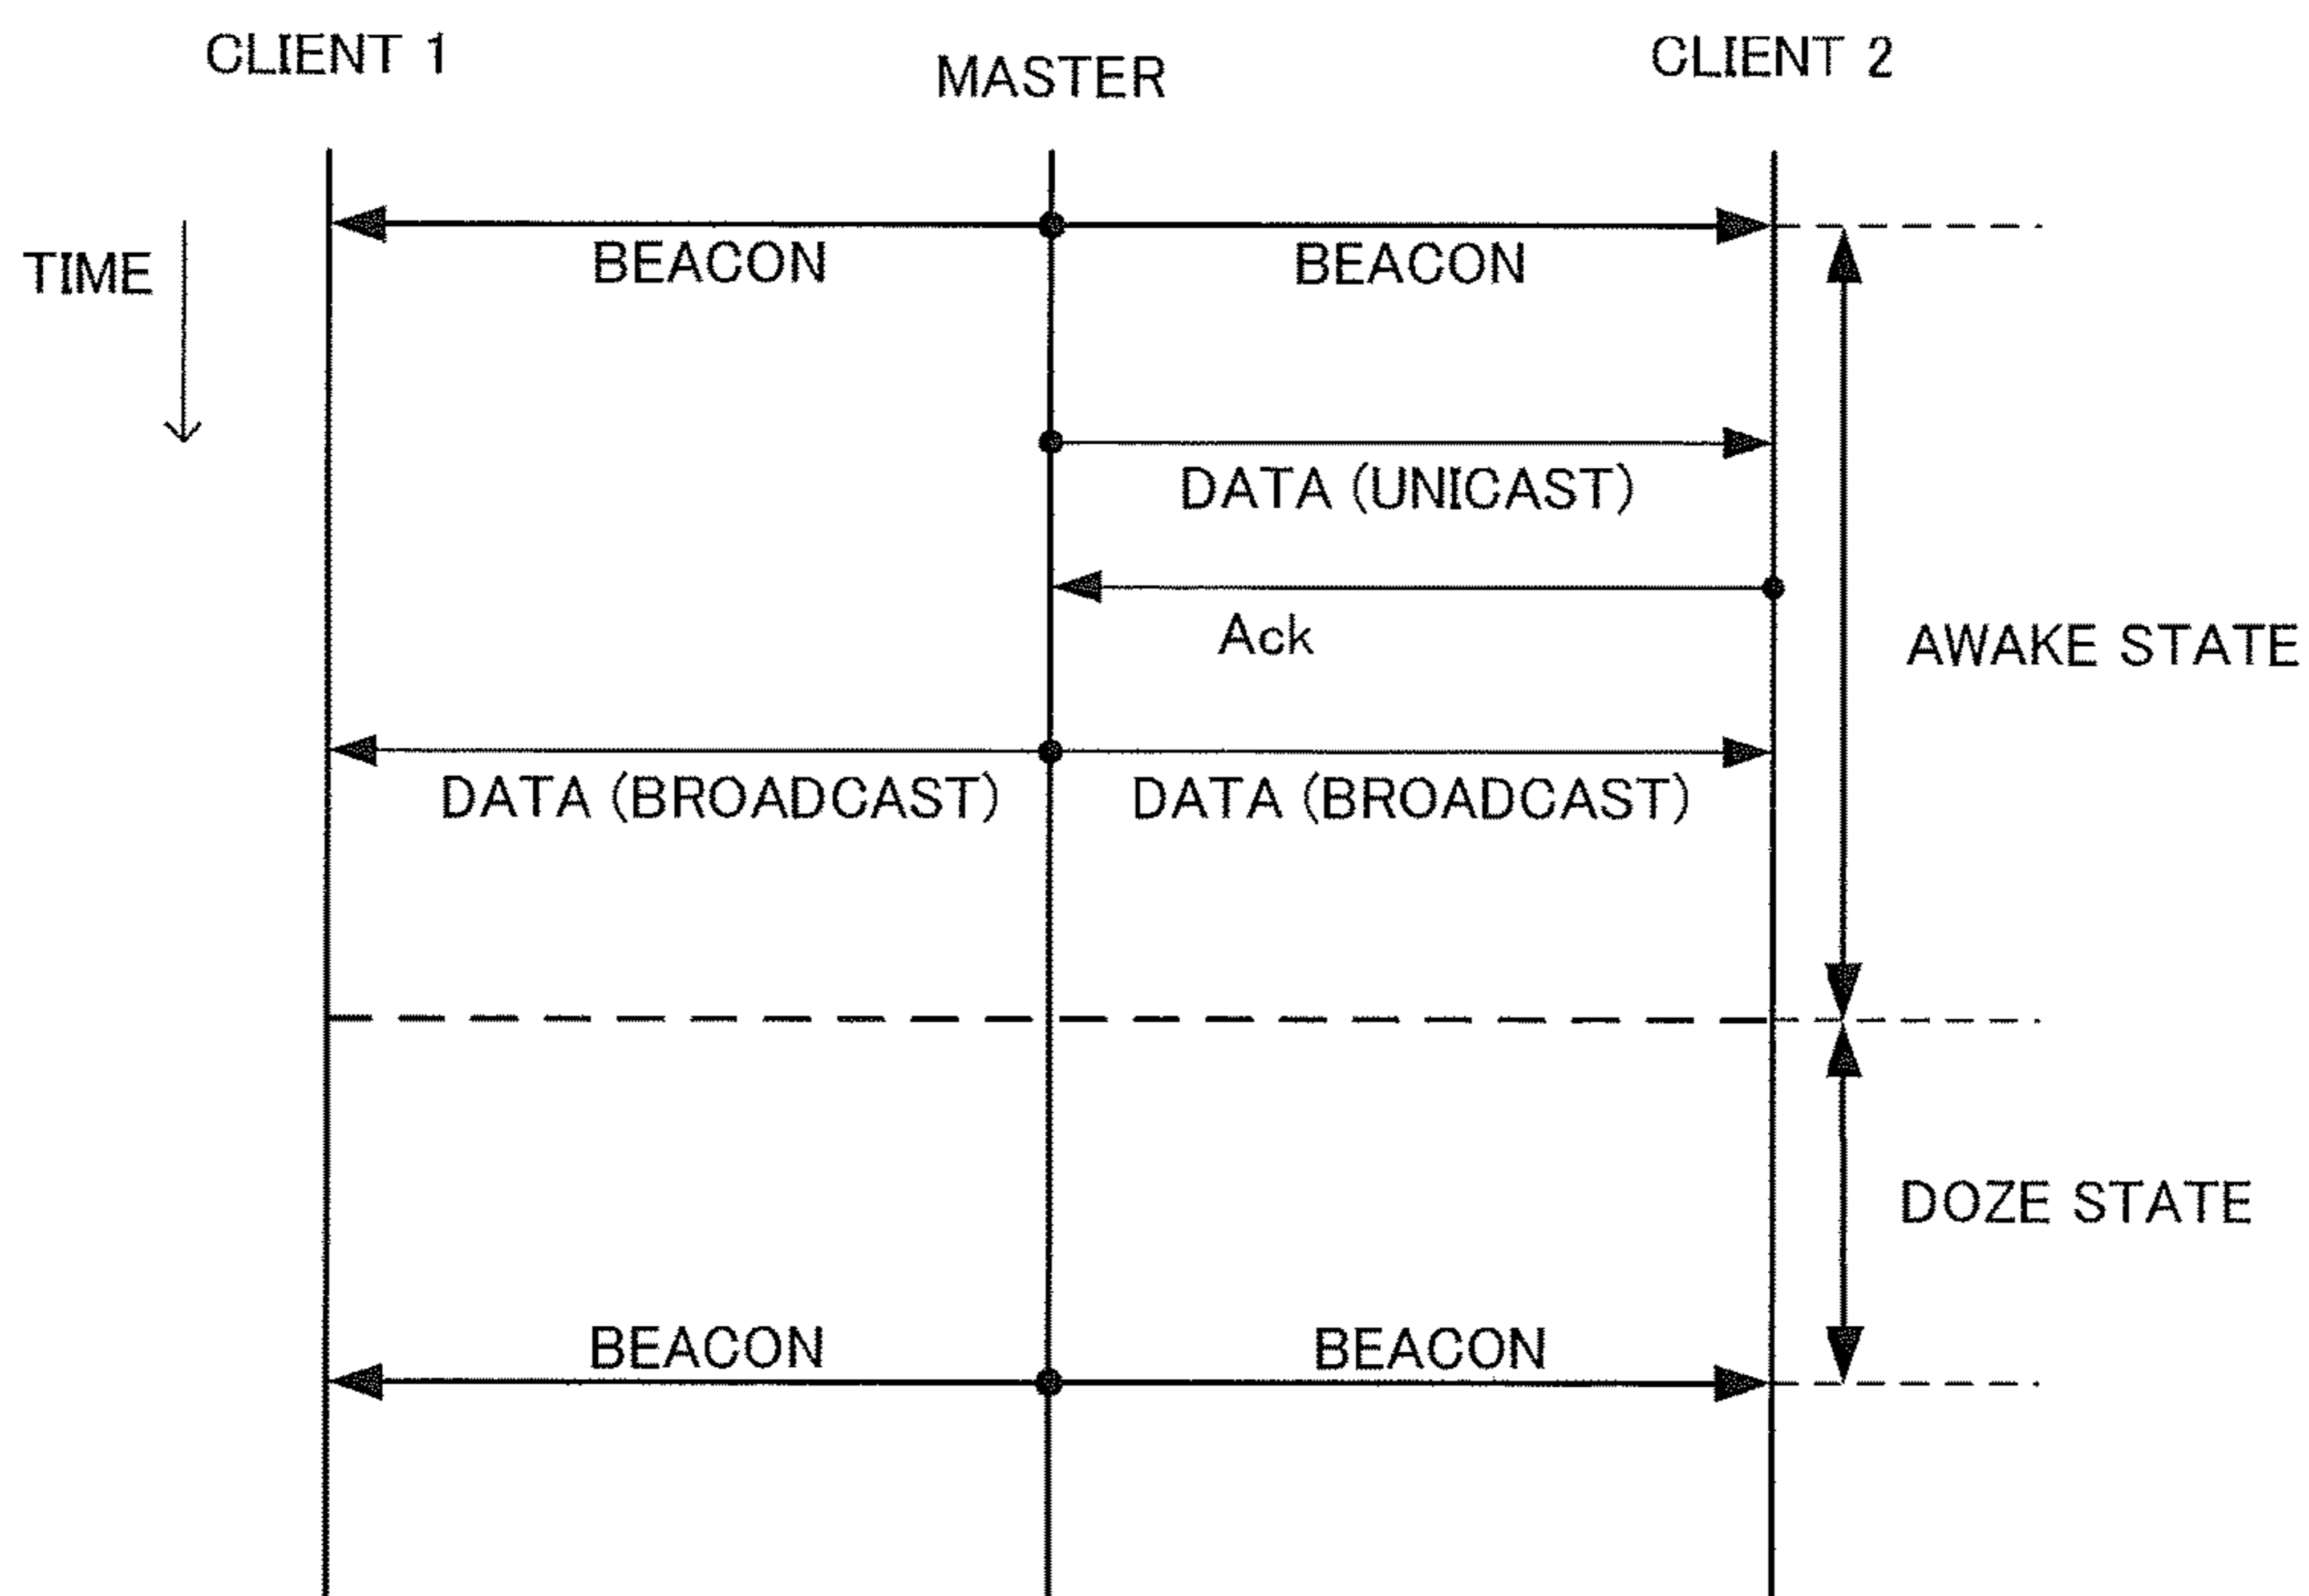 CLIENT 1
MASTER
CLIENT 2
TIME
BEACON
BEACON
DATA (UNICAST)
Ack
AWAKE STATE
DATA (BROADCAST)
DATA (BROADCAST)
DOZE STATE
BEACON
BEACON